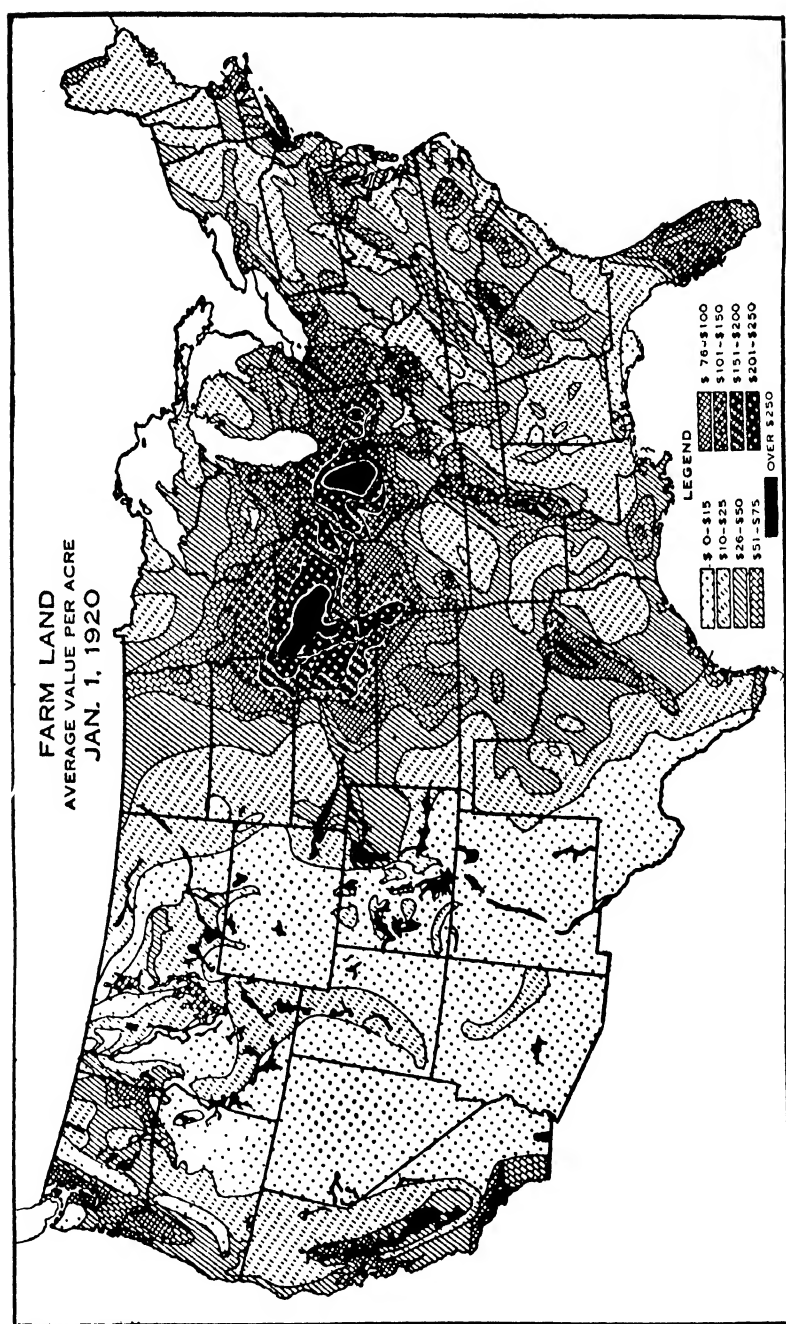 FARM LAND
AVERAGE VALUE PER ACRE
JAN. 1, 1920
LEGEND
$ 0-$15
$10-$25
$26-$50
$51-$75
$ 76-$100
$101-$150
$151-$200
$201-$250
OVER $250